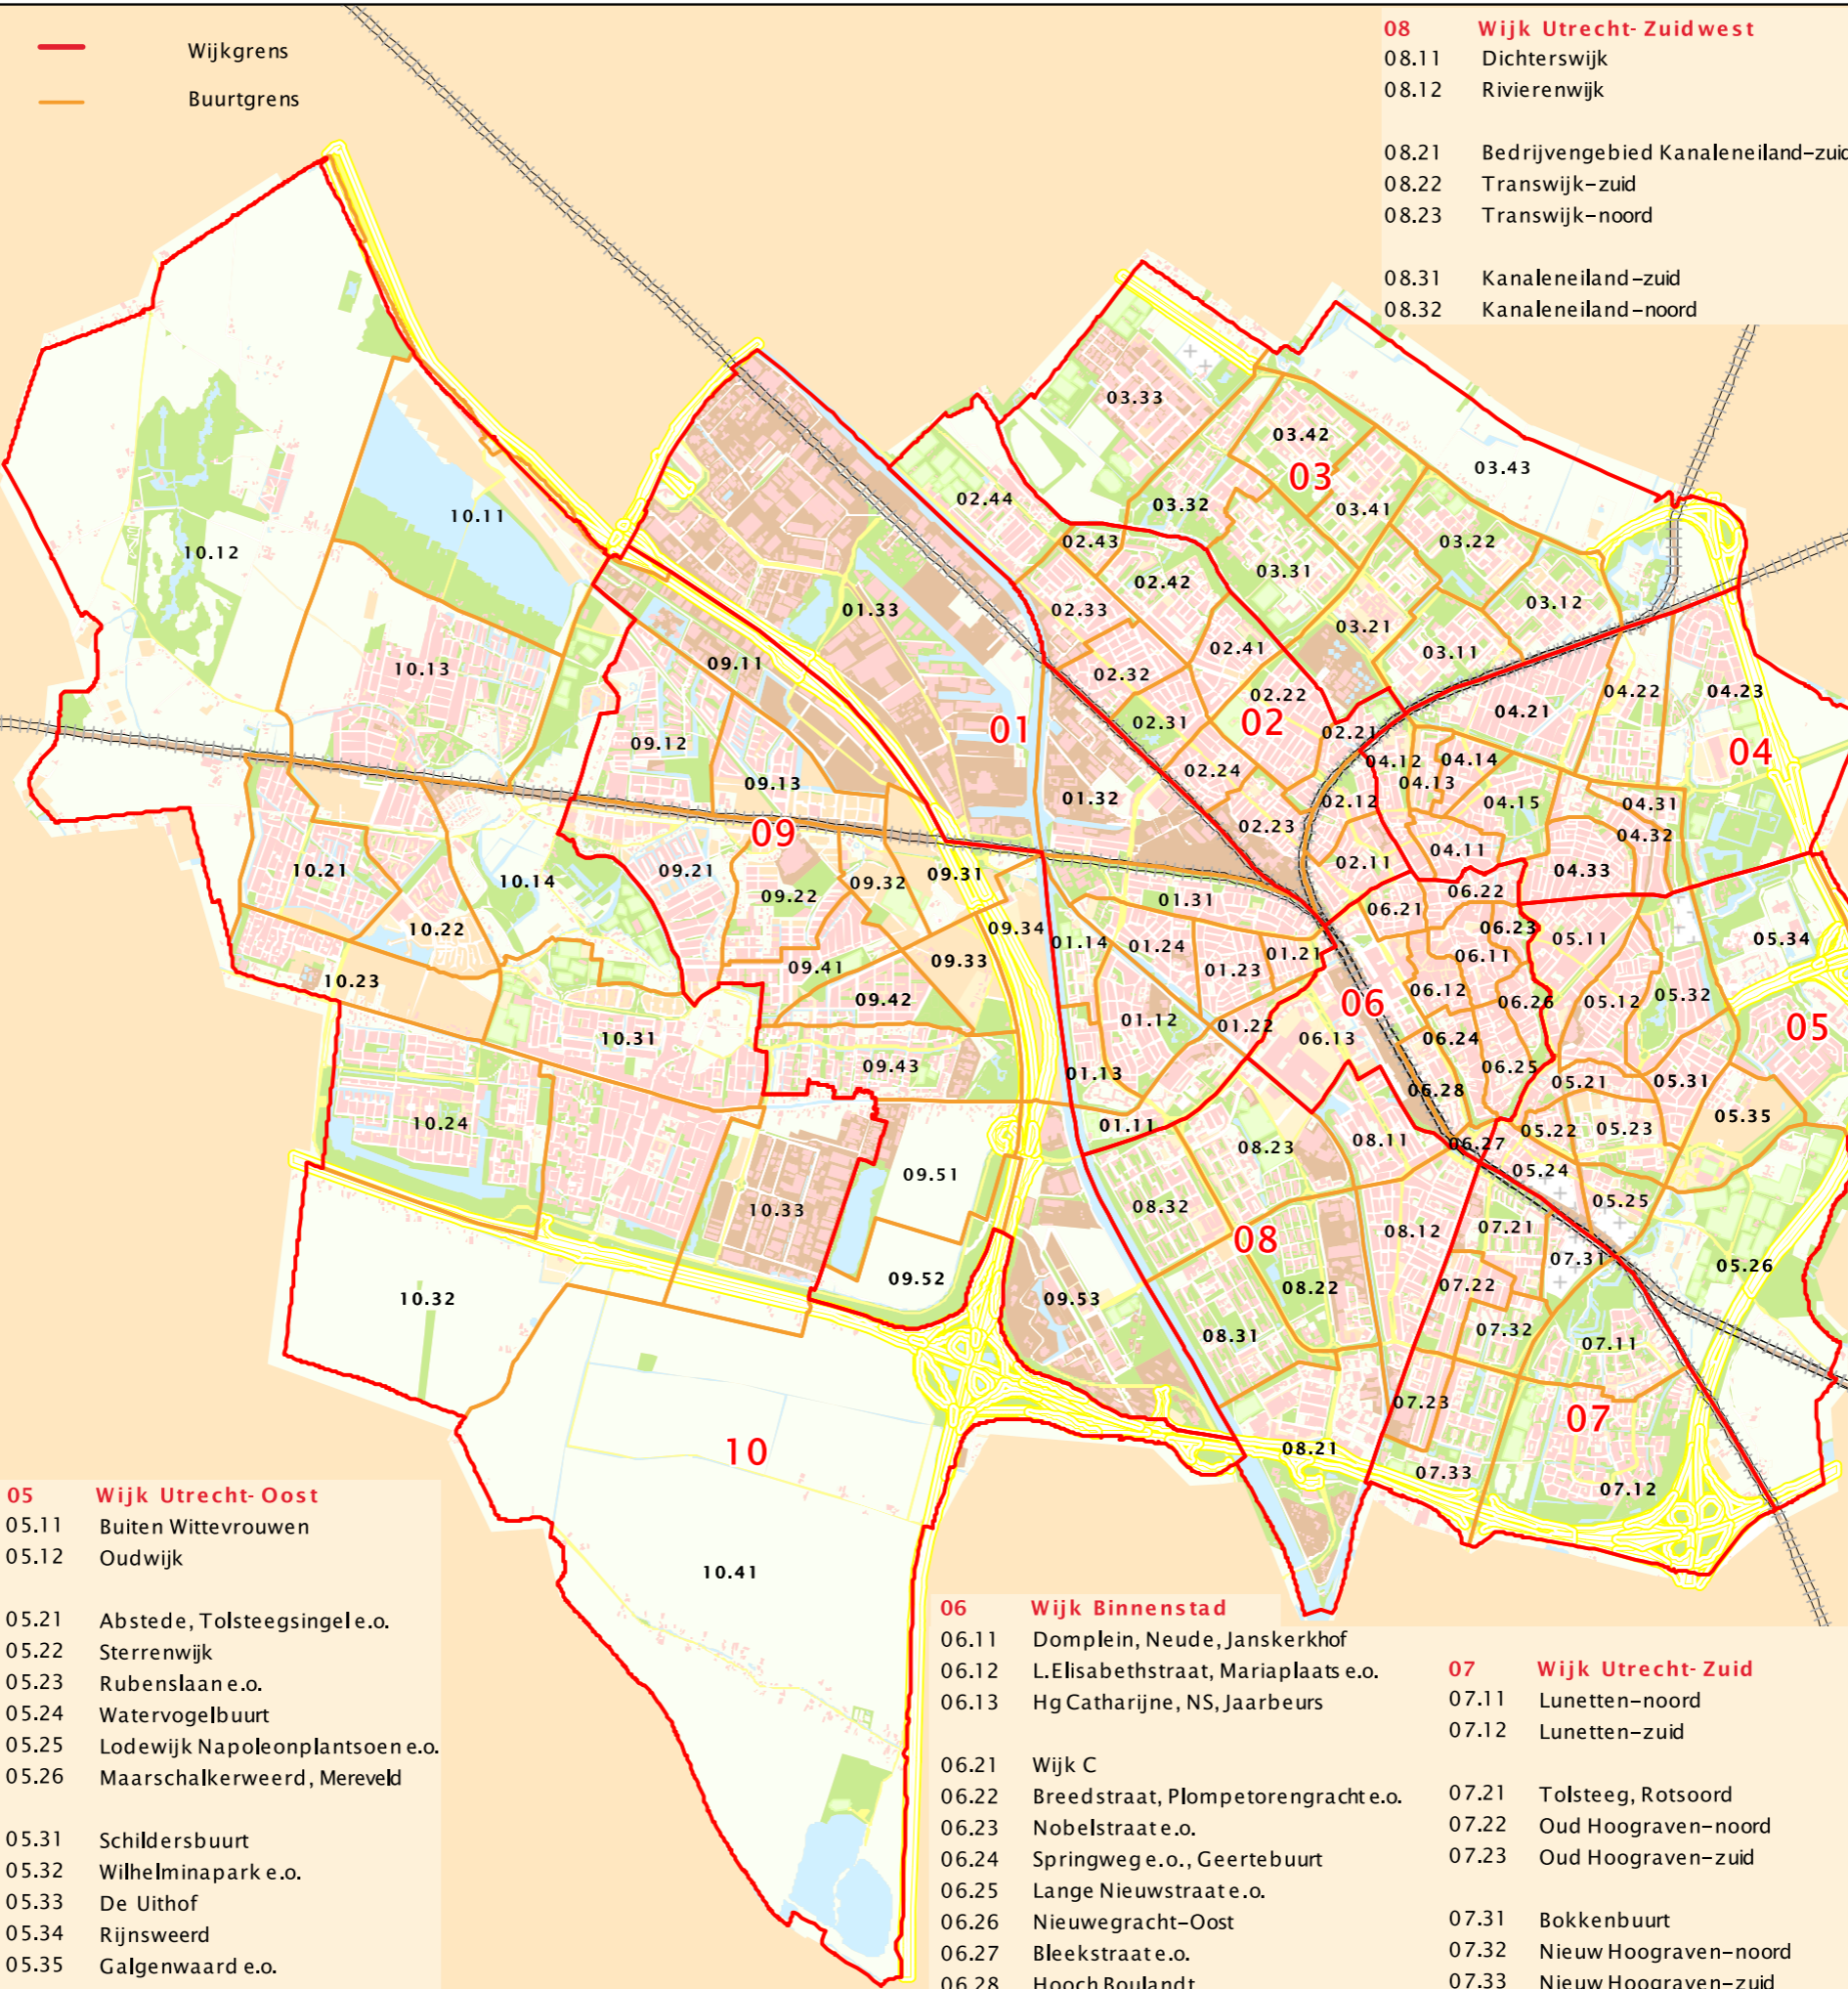 Wijkgrens
Buurtgrens
08 Wijk Utrecht-Zuidwest
08.11 Dichterswijk
08.12 Rivierenwijk
08.21 Bedrijvengebied Kanaleneiland-zuid
08.22 Transwijk-zuid
08.23 Transwijk-noord
08.31 Kanaleneiland-zuid
08.32 Kanaleneiland-noord
03.33
03.42
03
03.43
02.44
03.32
03.41
10.11
10.12
02.43
03.22
02.42
03.31
01.33
02.33
03.12
03.21
09.11
02.41
03.11
10.13
02.32
02.22
04.22
04.23
04.21
01
02.31
02
02.21
09.12
04
04.12
04.14
02.24
09.13
04.13
01.32
02.12
04.15
04.31
02.23
09
04.32
04.11
02.11
10.21
09.21
04.33
10.14
09.32
09.31
06.22
09.22
01.31
06.21
10.22
09.34
06.23
01.14
01.24
05.11
05.34
06.11
01.21
09.33
09.41
01.23
10.23
06.12
05.32
09.42
06.26
05.12
06
01.12
01.22
05
10.31
06.13
06.24
09.43
01.13
06.25
05.21
05.31
06.28
10.24
01.11
05.35
05.22
05.23
08.11
08.23
06.27
09.51
05.24
08.32
05.25
10.33
08
08.12
07.21
07.31
05.26
09.52
08.22
07.22
10.32
09.53
08.31
07.32
07.11
07.23
07
10
08.21
07.33
07.12
10.41
05 Wijk Utrecht-Oost
05.11 Buiten Wittevrouwen
05.12 Oudwijk
05.21 Abstede, Tolsteegsingel e.o.
05.22 Sterrenwijk
05.23 Rubenslaan e.o.
05.24 Watervogelbuurt
05.25 Lodewijk Napoleonplantsoen e.o.
05.26 Maarschalkerweerd, Mereveld
05.31 Schildersbuurt
05.32 Wilhelminapark e.o.
05.33 De Uithof
05.34 Rijnsweerd
05.35 Galgenwaard e.o.
06 Wijk Binnenstad
06.11 Domplein, Neude, Janskerkhof
06.12 L.Elisabethstraat, Mariaplaats e.o.
06.13 Hg Catharijne, NS, Jaarbeurs
06.21 Wijk C
06.22 Breedstraat, Plompetorengracht e.o.
06.23 Nobelstraat e.o.
06.24 Springweg e.o., Geertebuurt
06.25 Lange Nieuwstraat e.o.
06.26 Nieuwegracht-Oost
06.27 Bleekstraat e.o.
06.28 Hooch Boulandt
07 Wijk Utrecht-Zuid
07.11 Lunetten-noord
07.12 Lunetten-zuid
07.21 Tolsteeg, Rotsoord
07.22 Oud Hoograven-noord
07.23 Oud Hoograven-zuid
07.31 Bokkenbuurt
07.32 Nieuw Hoograven-noord
07.33 Nieuw Hoograven-zuid